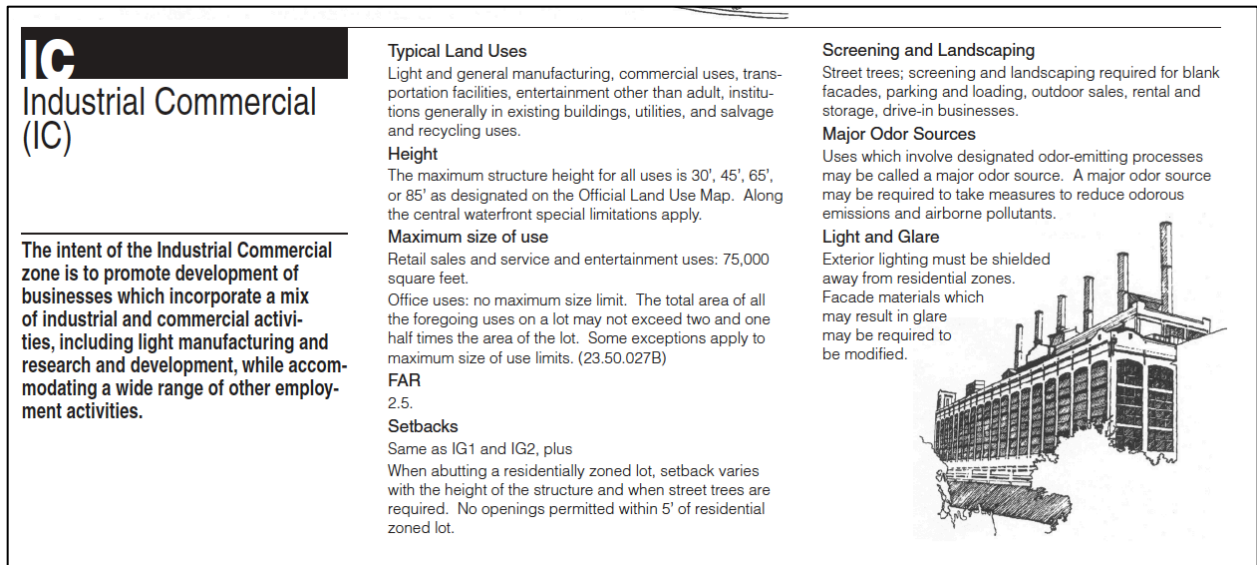 IC
Industrial Commercial
(IC)
The intent of the Industrial Commercial
zone is to promote development of
businesses which incorporate a mix
of industrial and commercial activi-
ties, including light manufacturing and
research and development, while accom-
modating a wide range of other employ-
ment activities.
Typical Land Uses
Light and general manufacturing, commercial uses, trans-
portation facilities, entertainment other than adult, institu-
tions generally in existing buildings, utilities, and salvage
and recycling uses.
Height
The maximum structure height for all uses is 30’, 45’, 65’,
or 85’ as designated on the Official Land Use Map.  Along
the central waterfront special limitations apply.
Maximum size of use
Retail sales and service and entertainment uses: 75,000
square feet.
Office uses: no maximum size limit.  The total area of all
the foregoing uses on a lot may not exceed two and one
half times the area of the lot.  Some exceptions apply to
maximum size of use limits. (23.50.027B)
FAR
2.5.
Setbacks
Same as IG1 and IG2, plus
When abutting a residentially zoned lot, setback varies
with the height of the structure and when street trees are
required.  No openings permitted within 5’ of residential
zoned lot.
Screening and Landscaping
Street trees; screening and landscaping required for blank
facades, parking and loading, outdoor sales, rental and
storage, drive-in businesses.
Major Odor Sources
Uses which involve designated odor-emitting processes
may be called a major odor source.  A major odor source
may be required to take measures to reduce odorous
emissions and airborne pollutants.
Light and Glare
Exterior lighting must be shielded
away from residential zones.
Facade materials which
may result in glare
may be required to
be modified.